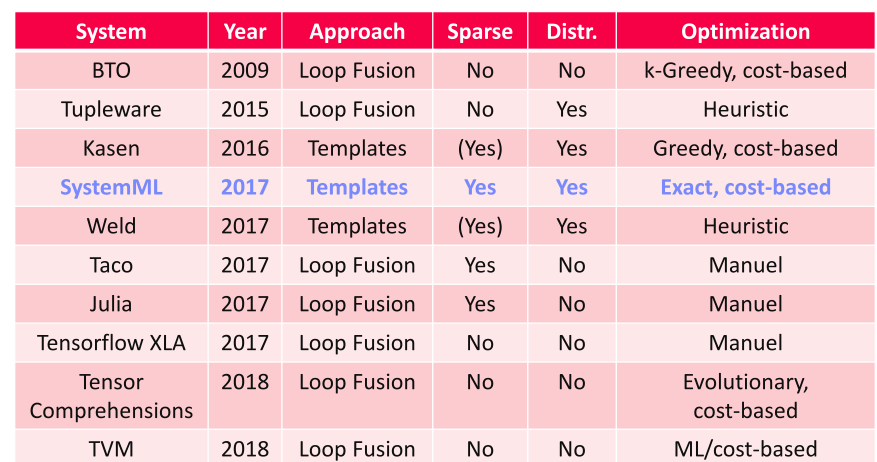 System Year Approach Sparse Distr. Optimization
BTO 2009 Loop Fusion No No k-Greedy, cost-based
Tupleware 2015 Loop Fusion No Yes Heuristic
Kasen 2016 Templates (Yes) Yes Greedy, cost-based
SystemML 2017 Templates Yes Yes Exact, cost-based
Weld 2017 Templates (Yes) Yes Heuristic
Taco 2017 Loop Fusion Yes No Manuel
Julia 2017 Loop Fusion Yes No Manuel
Tensorflow XLA 2017 Loop Fusion No No Manuel
Tensor 2018 Loop Fusion No No Evolutionary,
Comprehensions cost-based
TVM 2018 Loop Fusion No No ML/cost-based